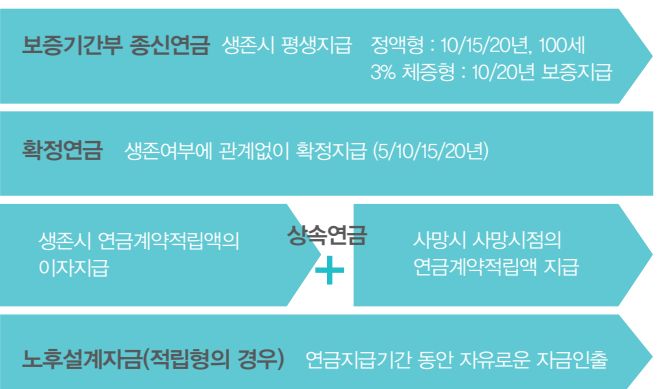 보증기간부 종신연금 생존시 평생지급 정액형 : 10/15/20년, 100세
3% 체증형 : 10/20년 보증지급
확정연금 생존여부에 관계없이 확정지급 (5/10/15/20년)
생존시 연금계약적립액의
이자지급
상속연금
+
사망시 사망시점의
연금계약적립액 지급
노후설계자금(적립형의 경우) 연금지급기간 동안 자유로운 자금인출